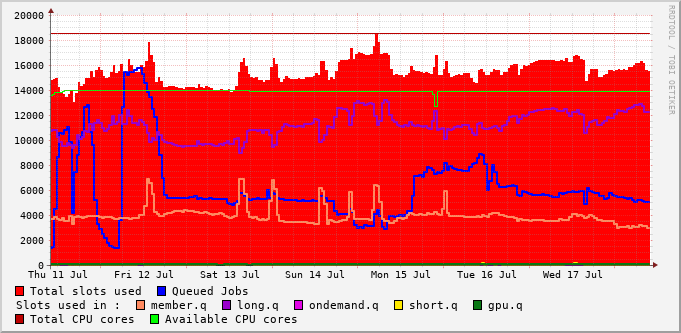 20000
18000
16000
14000
12000
10000
8000
6000
4000
2000
0
Thu 11 Jul Fri 12 Jul Sat 13 Jul Sun 14 Jul Mon 15 Jul Tue 16 Jul Wed 17 Jul
Total slots used Queued Jobs
Slots used in : member.q long.q ondemand.q short.q gpu.q
Total CPU cores Available CPU cores
RRDTOOL / TOBI OETIKER